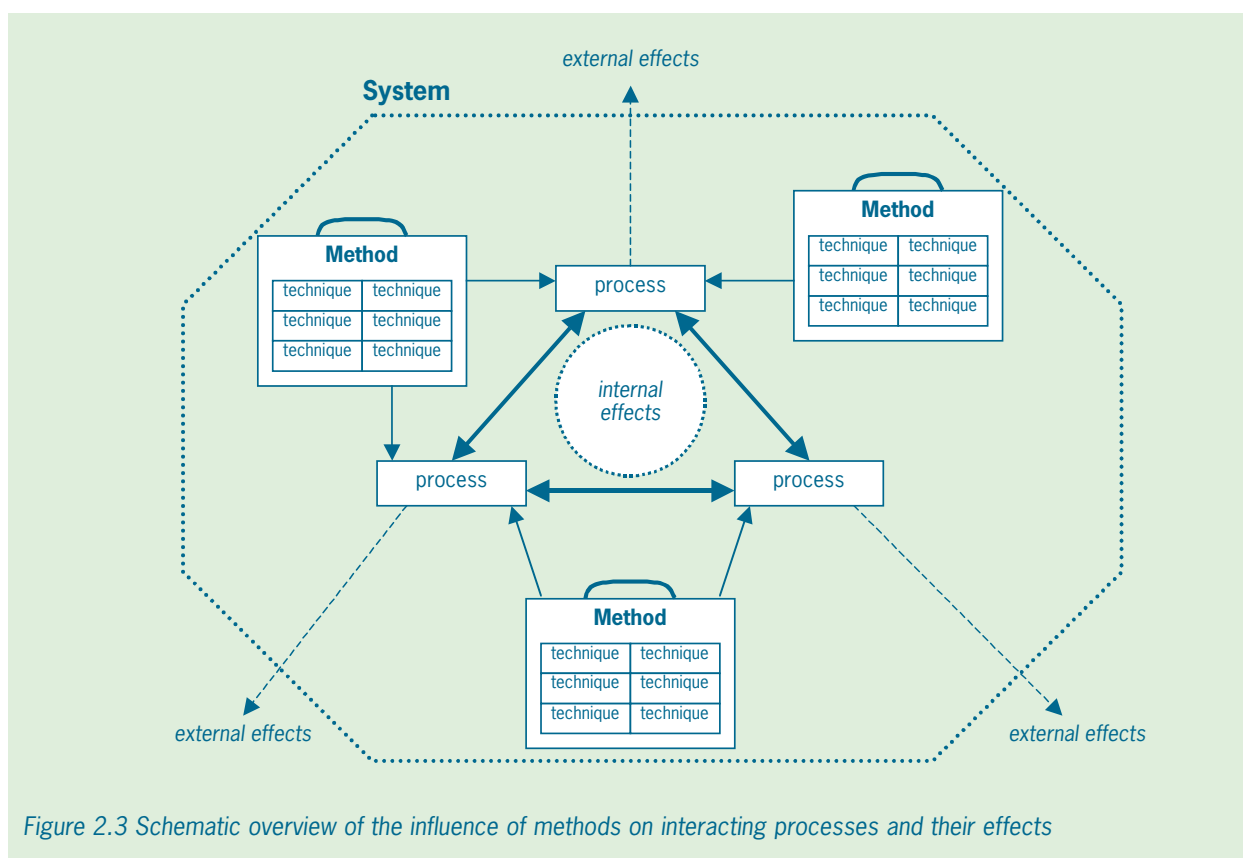 external effects
System
Method
technique technique
technique technique
technique technique
Method
technique technique
technique technique
technique technique
process
internal
effects
process
process
Method
technique technique
technique technique
technique technique
external effects
external effects
Figure 2.3 Schematic overview of the influence of methods on interacting processes and their effects